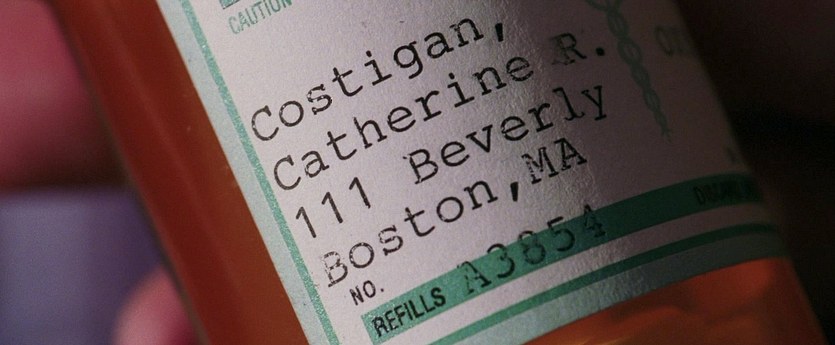 CAUTION
Costigan,
Catherine R.
111 Beverly
Boston,MA
NO. A3854
REFILLS